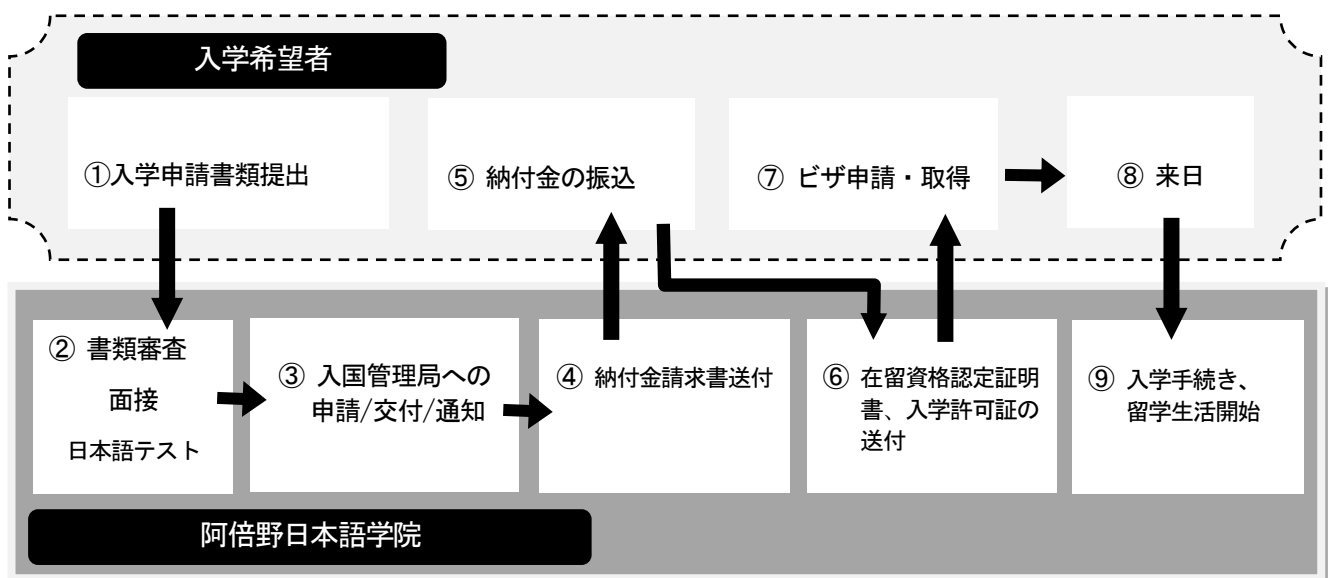 入学希望者
①入学申請書類提出
⑤ 納付金の振込
⑦ ビザ申請・取得
⑧ 来日
② 書類審査
面接
日本語テスト
③ 入国管理局への
申請/交付/通知
④ 納付金請求書送付
⑥ 在留資格認定証明
書、入学許可証の
送付
⑨ 入学手続き、
留学生活開始
阿倍野日本語学院